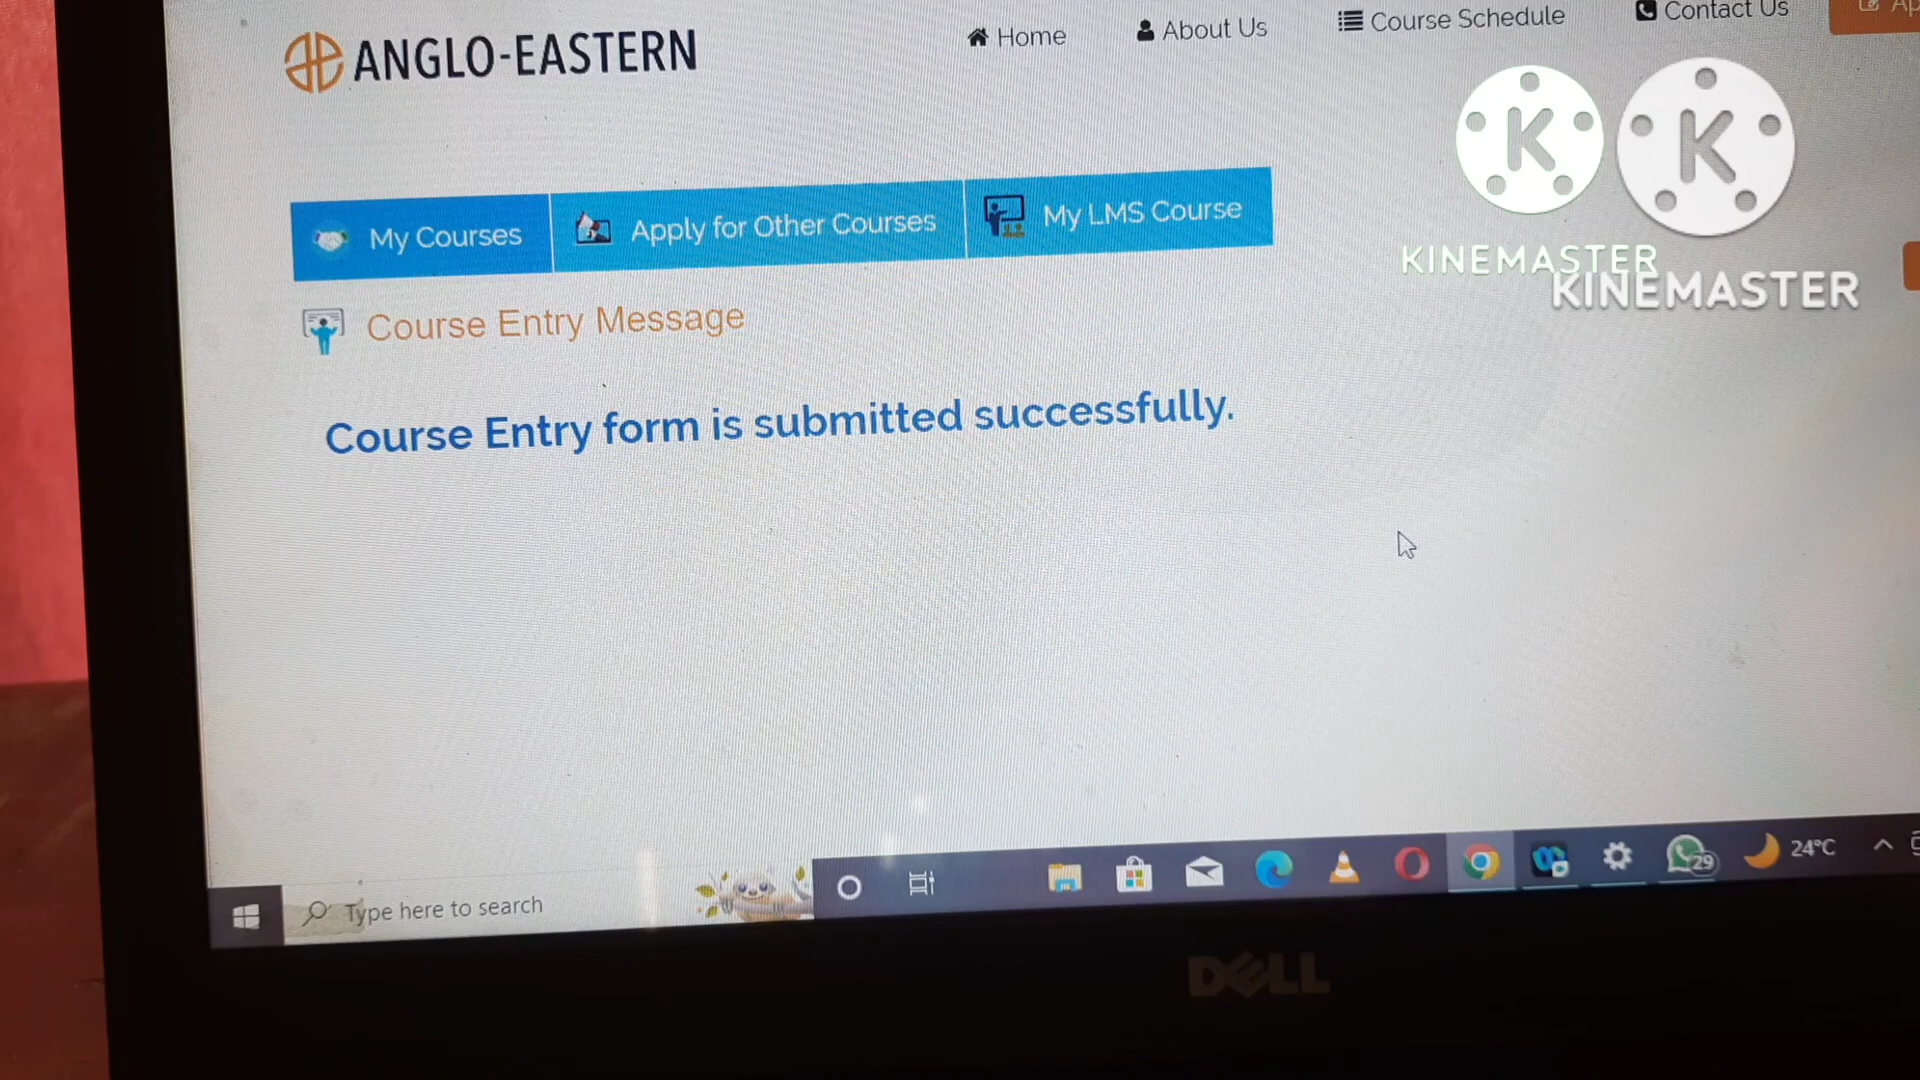 ANGLO-EASTERN
Home
About Us
Course Schedule
Contact Us
My Courses
Apply for Other Courses
My LMS Course
KINEMASTER
KINEMASTER
Course Entry Message
Course Entry form is submitted successfully.
Type here to search
29
24°C
DELL